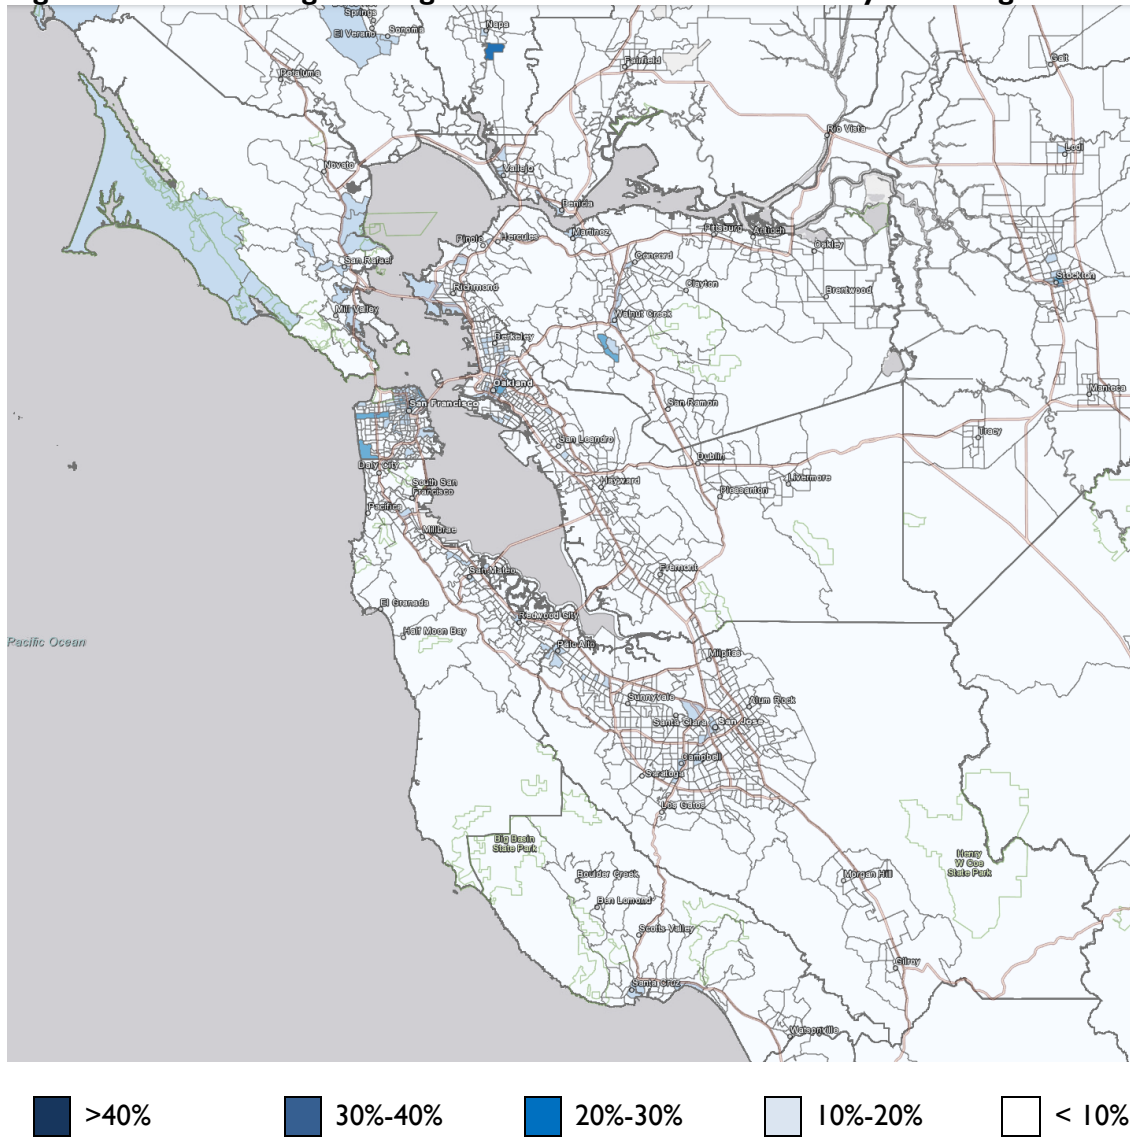 Springs
El Verano
Sonoma
Napa
Petaluma
Fairfield
Galt
Rio Vista
Lodi
Novato
Vallejo
Benicia
Martinez
Pinole
Hercules
Pittsburg
Antioch
Oakley
San Rafael
Concord
Stockton
Richmond
Clayton
Brentwood
Mill Valley
Walnut Creek
Berkeley
Oakland
Manteca
San Francisco
San Ramon
Tracy
San Leandro
Daly City
Dublin
South San
Francisco
Hayward
Livermore
Pleasanton
Pacifica
Millbrae
San Mateo
Fremont
El Granada
Redwood City
Half Moon Bay
Pacific Ocean
Palo Alto
Milpitas
Sunnyvale
Alum Rock
Santa Clara
San Jose
Campbell
Saratoga
Los Gatos
Big Basin
State Park
Henry
W Coe
State Park
Boulder Creek
Morgan Hill
Ben Lomond
Scotts Valley
Gilroy
Santa Cruz
Watsonville
>40%
30%-40%
20%-30%
10%-20%
< 10%